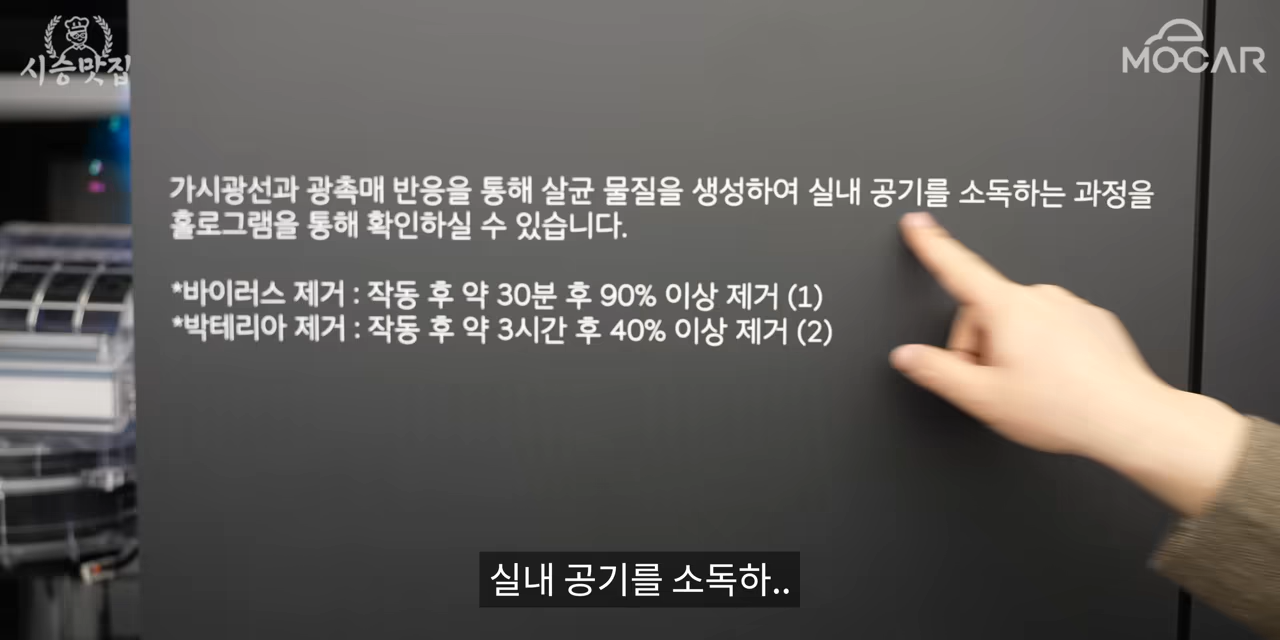 시승맛집
MOCAR
가시광선과 광촉매 반응을 통해 살균 물질을 생성하여 실내 공기를 소독하는 과정을
홀로그램을 통해 확인하실 수 있습니다.
*바이러스 제거 : 작동 후 약 30분 후 90% 이상 제거 (1)
*박테리아 제거 : 작동 후 약 3시간 후 40% 이상 제거 (2)
실내 공기를 소독하..